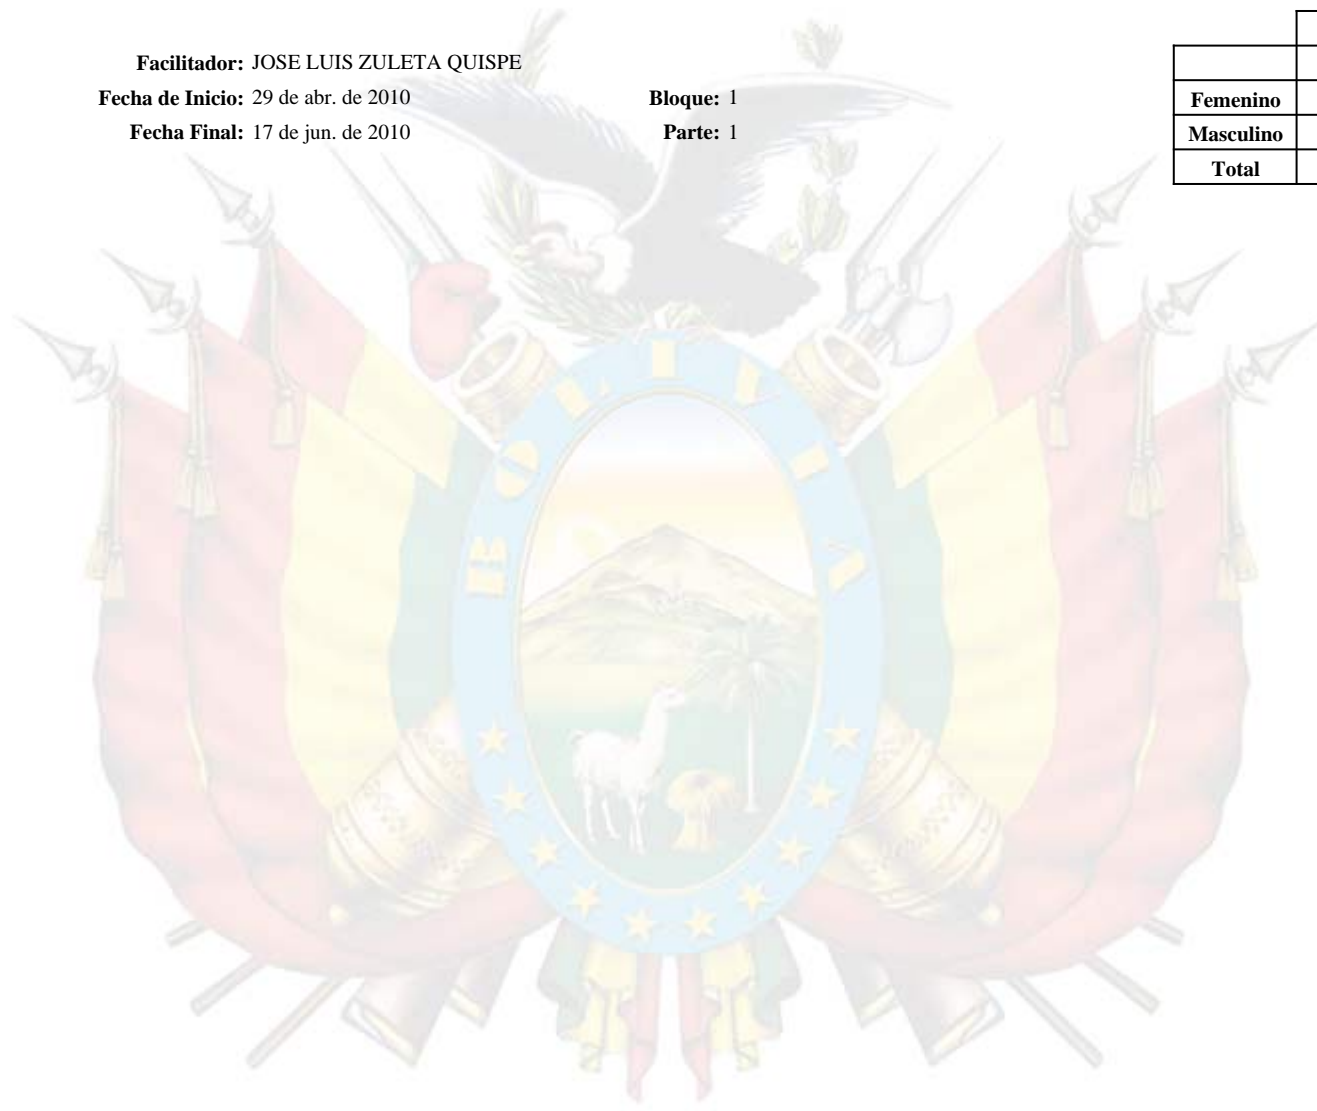 Facilitador: JOSE LUIS ZULETA QUISPE
Fecha de Inicio: 29 de abr. de 2010 Bloque: 1
Fecha Final: 17 de jun. de 2010 Parte: 1
Femenino
Masculino
Total
BOLIVIA